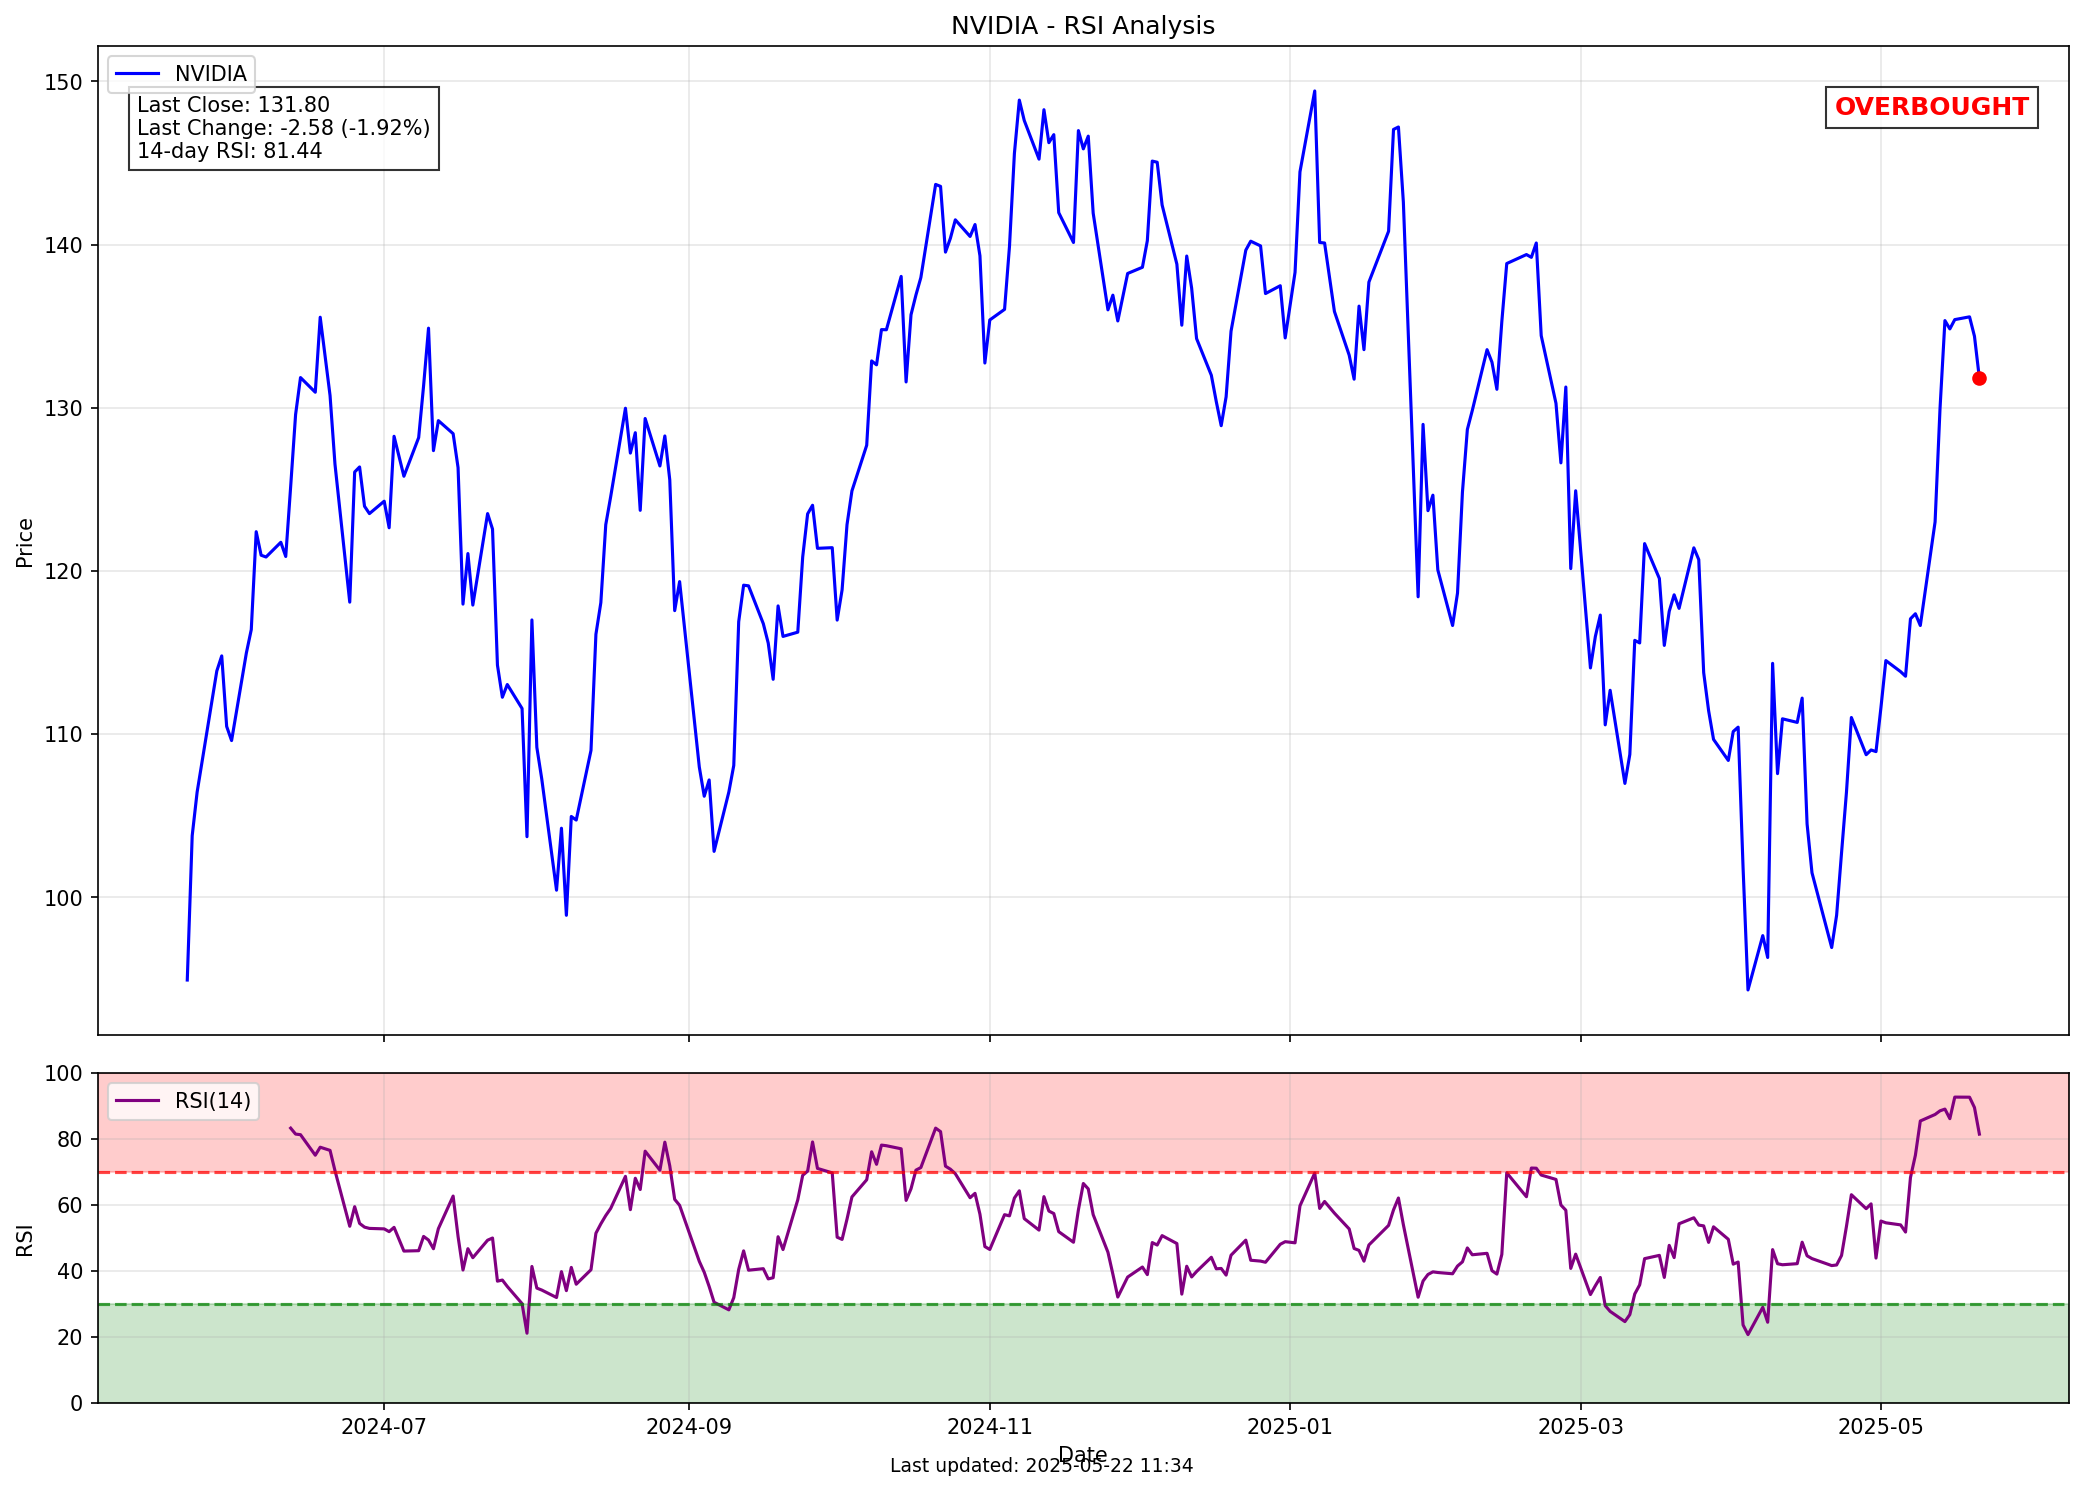 NVIDIA - RSI Analysis
NVIDIA
Last Close: 131.80
Last Change: -2.58 (-1.92%)
14-day RSI: 81.44
OVERBOUGHT
Price
150
140
130
120
110
100
RSI(14)
RSI
100
80
60
40
20
0
2024-07
2024-09
2024-11
2025-01
2025-03
2025-05
Date
Last updated: 2025-05-22 11:34